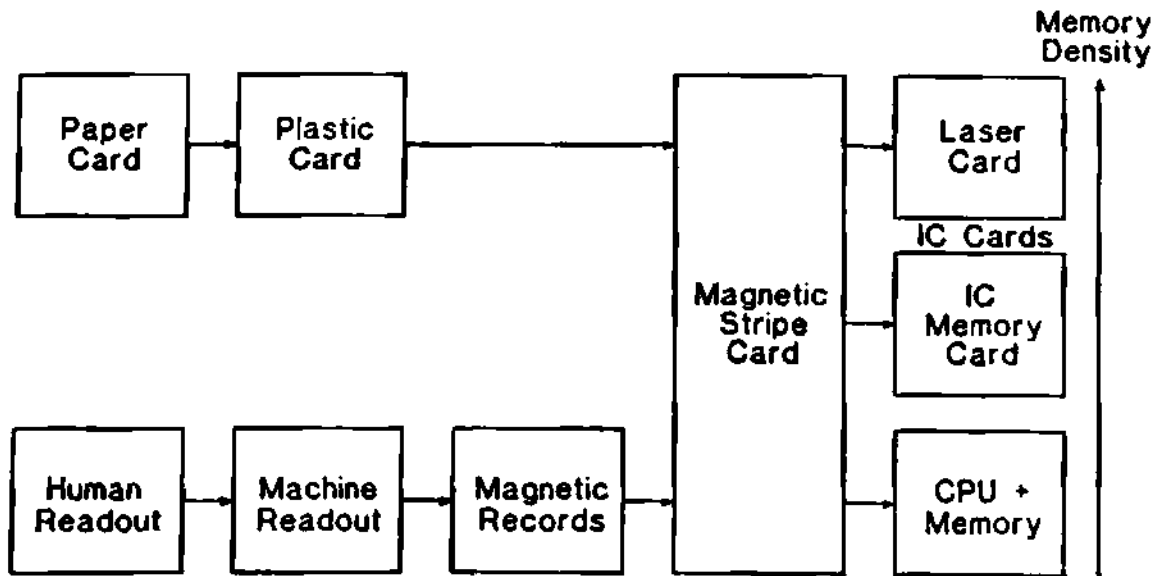 Memory
Density
Paper
Card
Plastic
Card
Laser
Card
IC Cards
Magnetic
Stripe
Card
IC
Memory
Card
Human
Readout
Machine
Readout
Magnetic
Records
CPU +
Memory